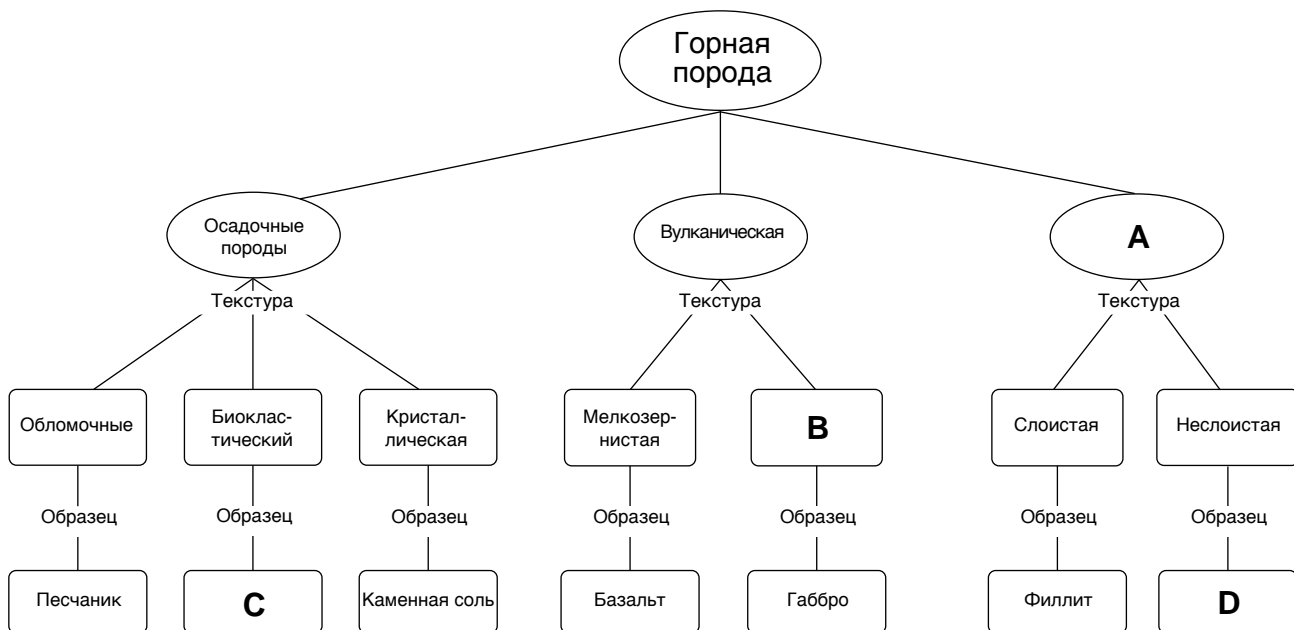 Горная
порода
Осадочные
породы
Вулканическая
A
Текстура
Текстура
Текстура
Обломочные
Биоклас-
тический
Кристал-
лическая
Мелкозер-
нистая
B
Слоистая
Неслоистая
Образец
Образец
Образец
Образец
Образец
Образец
Образец
Песчаник
C
Каменная соль
Базальт
Габбро
Филлит
D